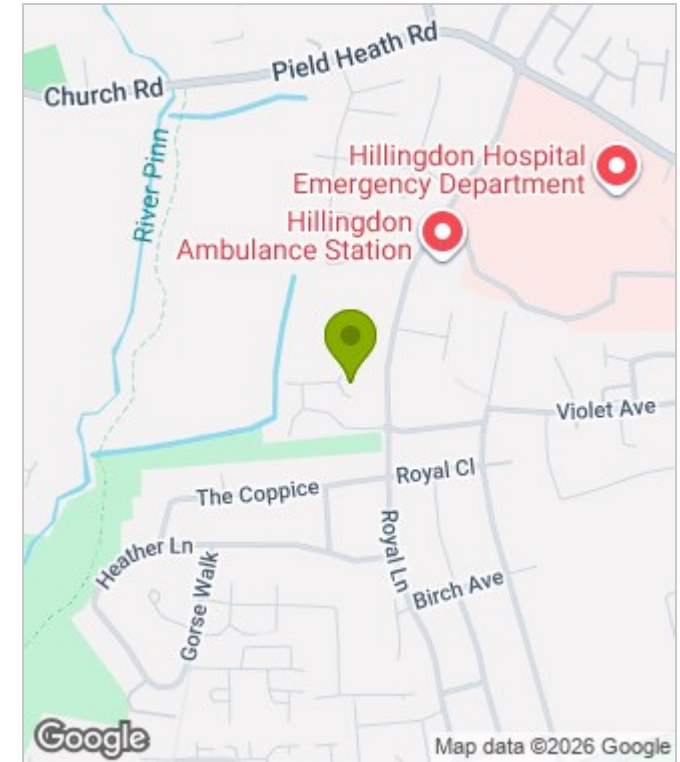 Pield Heath Rd
Church Rd
River Pinn
Hillingdon Hospital
Emergency Department
Hillingdon
Ambulance Station
Violet Ave
Royal Cl
The Coppice
Royal Ln
Heather Ln
Gorse Walk
Birch Ave
Google
Map data ©2026 Google